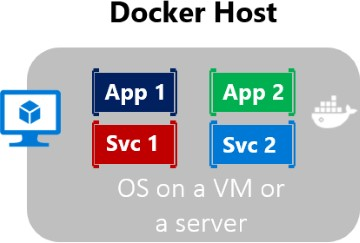 Docker Host
App 1 App 2
Svc 1 Svc 2
OS on a VM or
a server